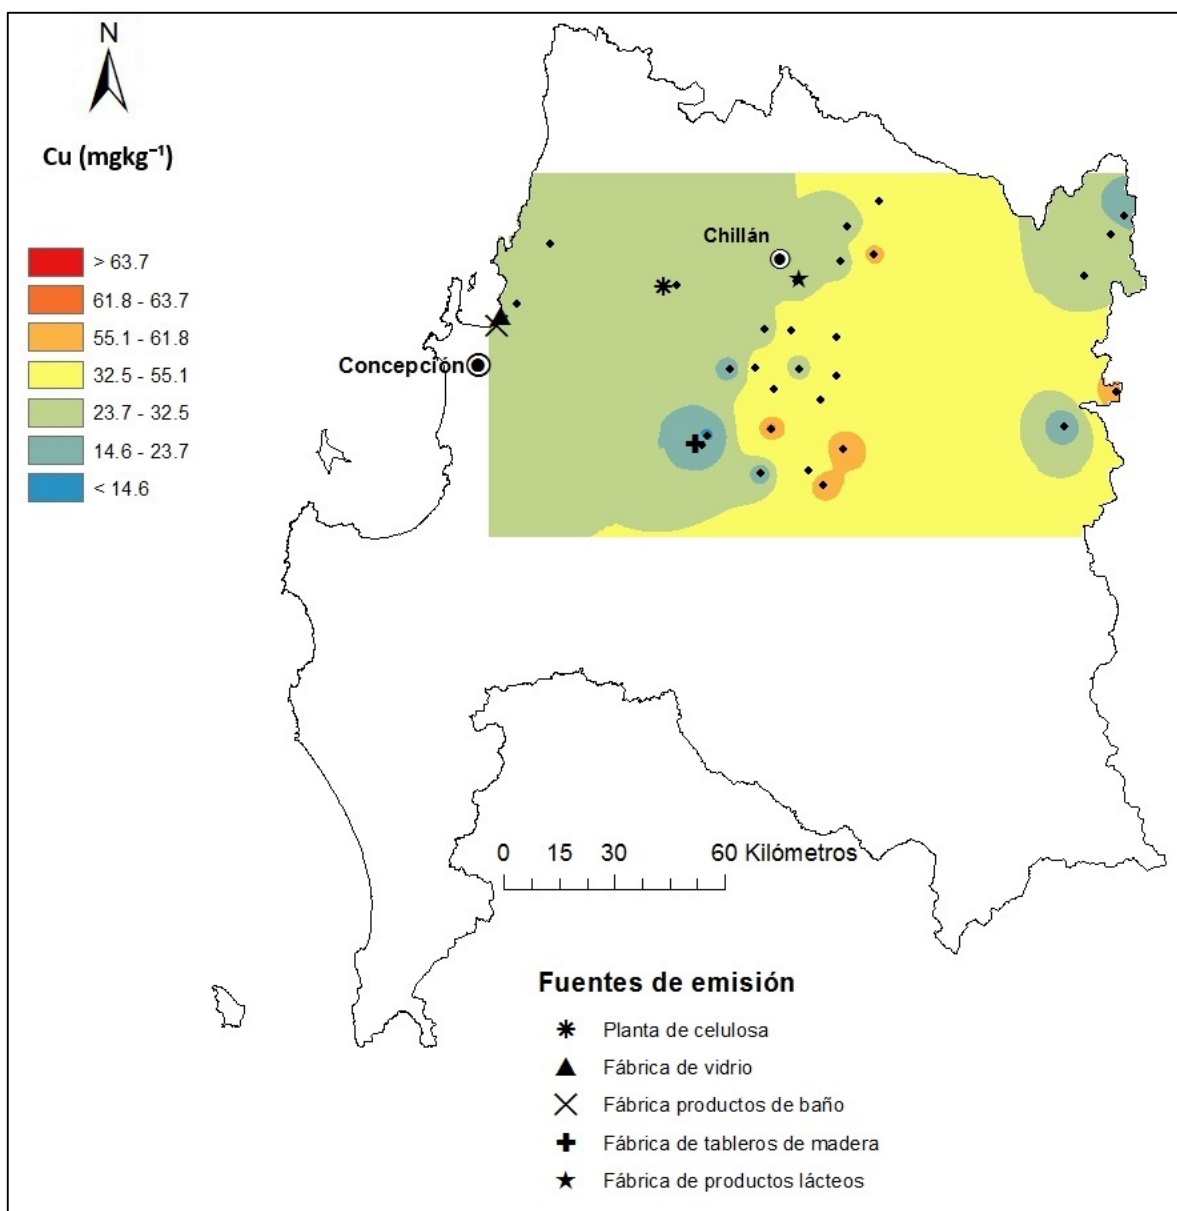 N
Cu (mgkg⁻¹)
> 63.7
61.8 - 63.7
55.1 - 61.8
32.5 - 55.1
23.7 - 32.5
14.6 - 23.7
< 14.6
Chillán
Concepción
0 15 30 60 Kilómetros
Fuentes de emisión
Planta de celulosa
Fábrica de vidrio
Fábrica productos de baño
Fábrica de tableros de madera
Fábrica de productos lácteos